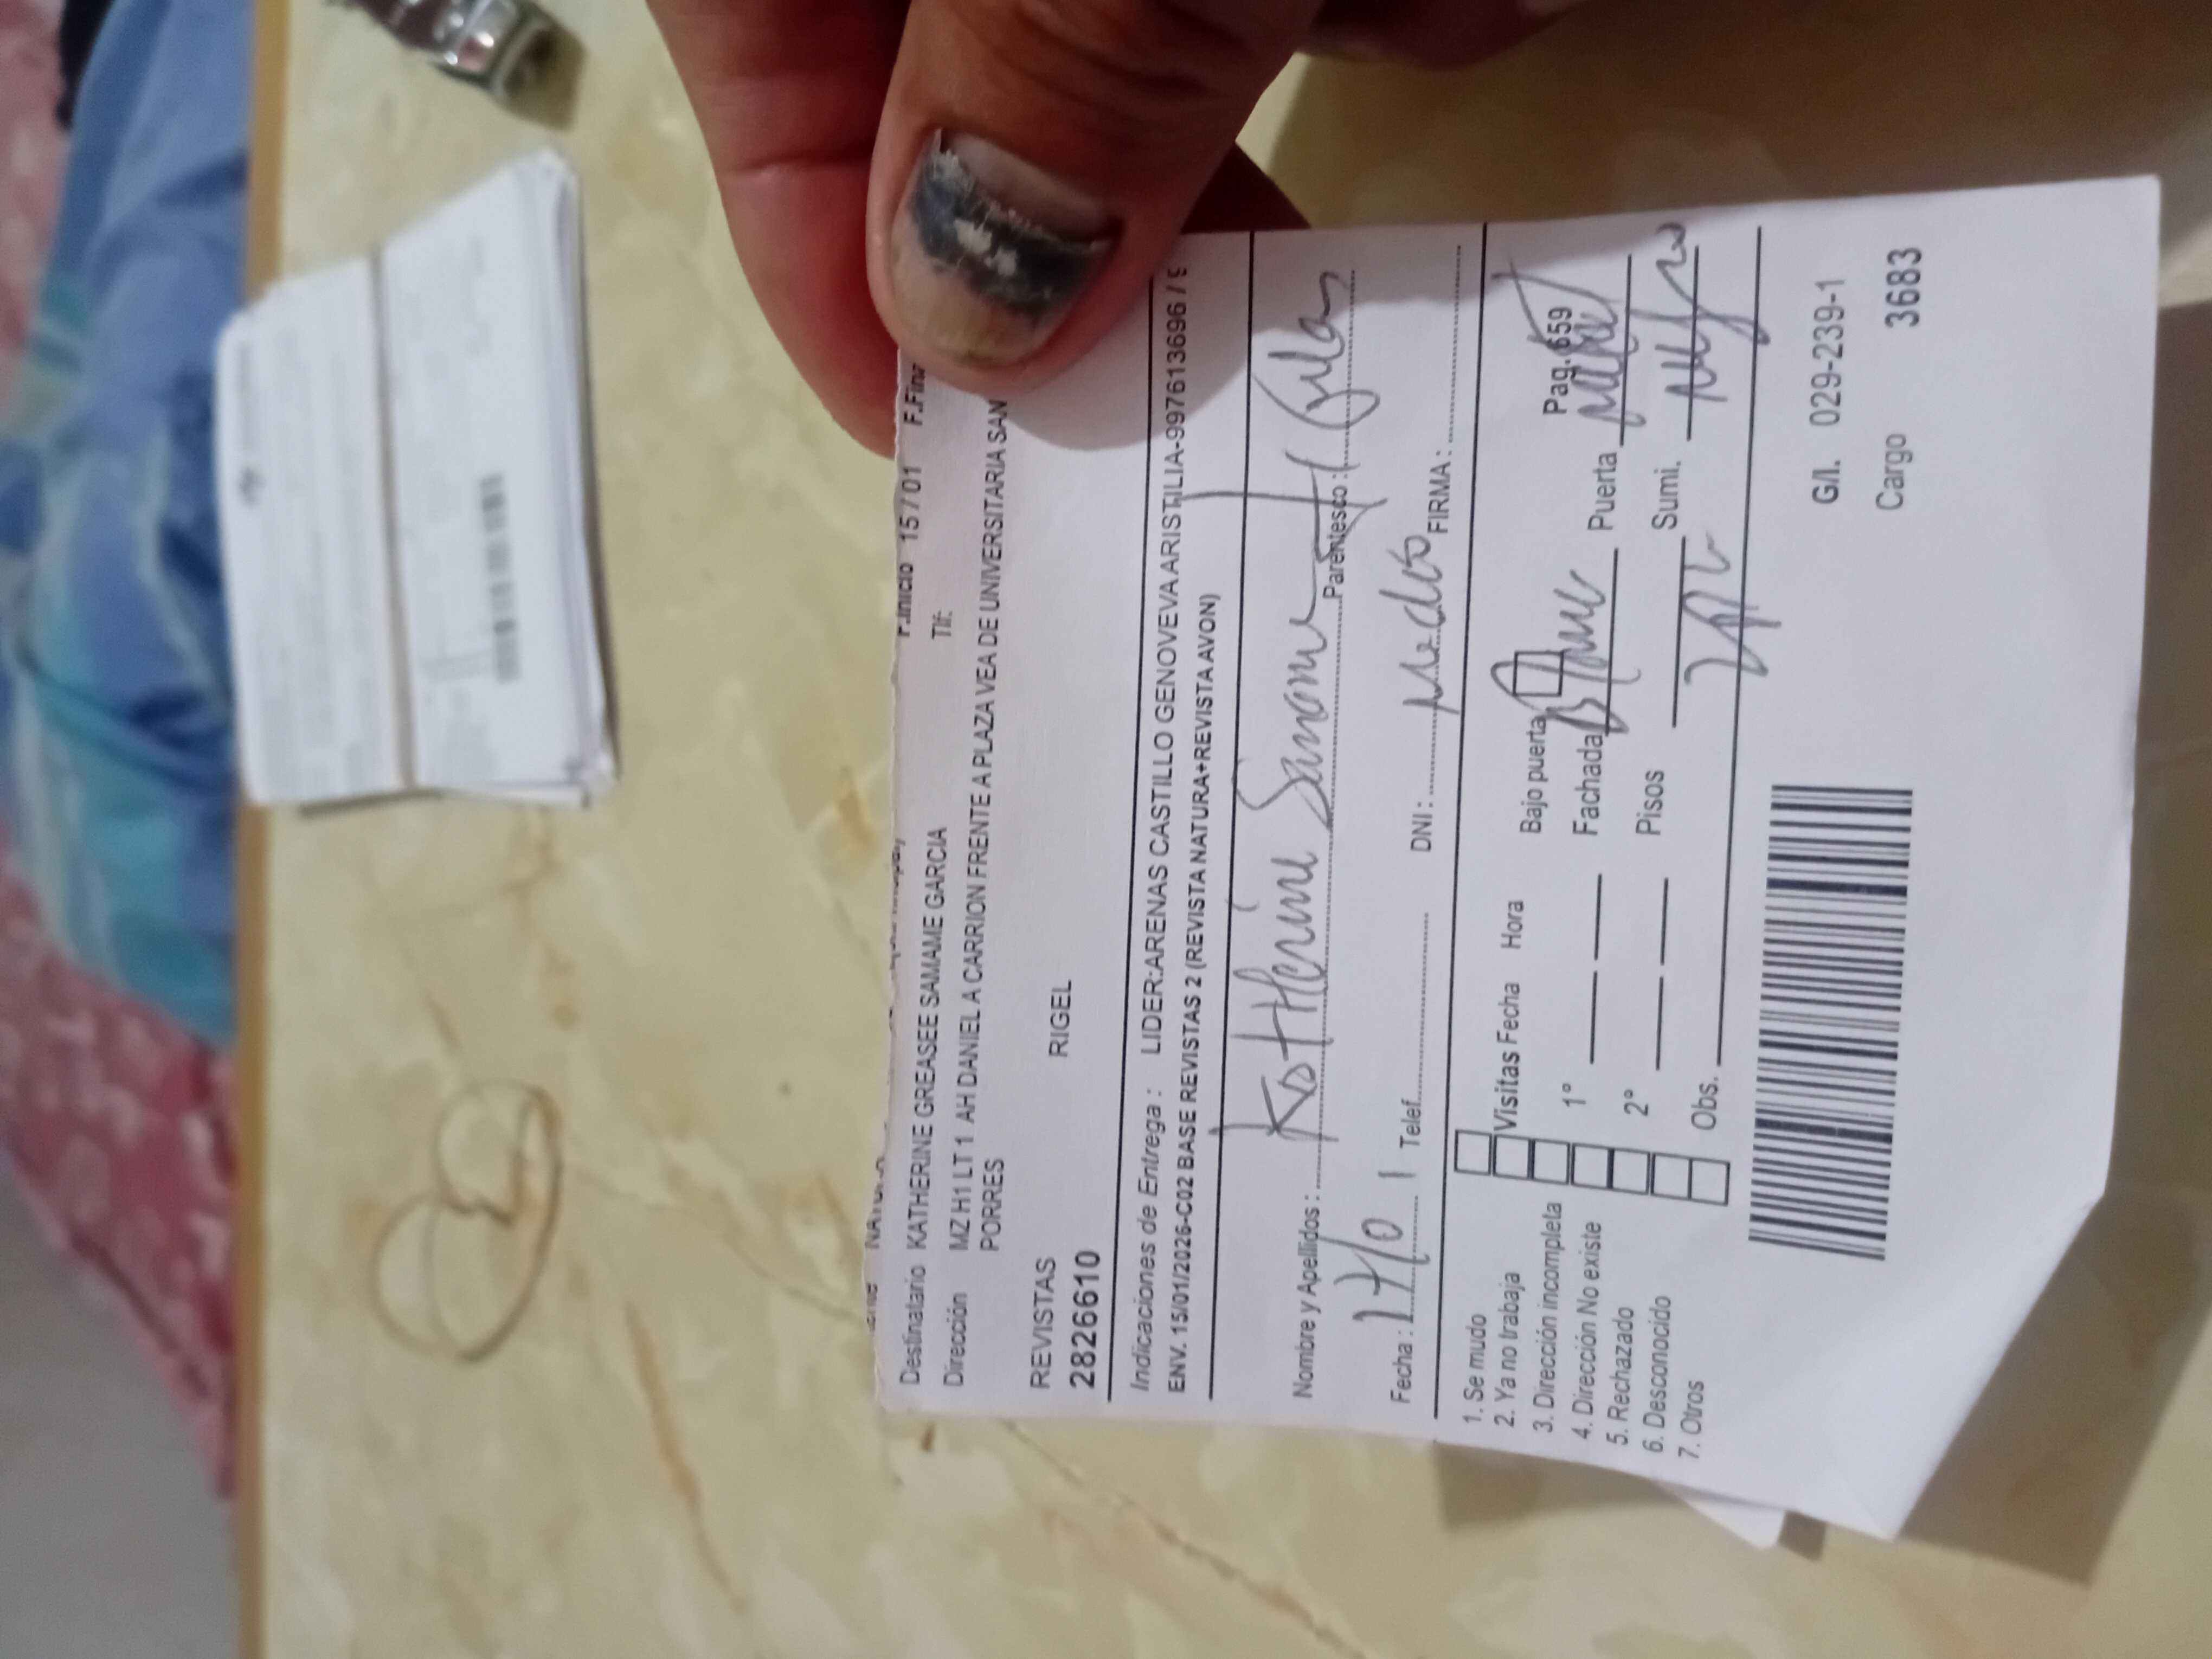 F.Inicio 15 / 01 F.Fina
Destinatario KATHERINE GREASEE SAMAME GARCIA Tlf:
Dirección MZ H1 LT 1 AH DANIEL A CARRION FRENTE A PLAZA VEA DE UNIVERSITARIA SAN
PORRES
REVISTAS
2826610 RIGEL
Indicaciones de Entrega : LIDER:ARENAS CASTILLO GENOVEVA ARISTILIA-997613696 / 9
ENV. 15/01/2026-C02 BASE REVISTAS 2 (REVISTA NATURA+REVISTA AVON)
Nombre y Apellidos : Katherine Samame Parentesco :
Fecha : 17/01 Telef. DNI : FIRMA :
1. Se mudo
2. Ya no trabaja Visitas Fecha Hora Bajo puerta Pag. 659
3. Dirección incompleta 1° Fachada Puerta
4. Dirección No existe
5. Rechazado 2° Pisos Sumi.
6. Desconocido
7. Otros Obs.
G/I. 029-239-1
Cargo 3683